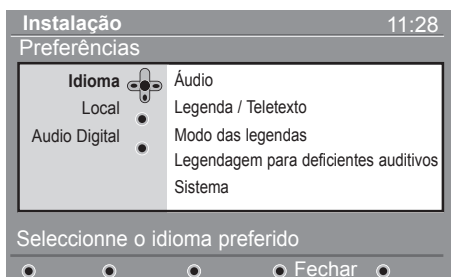 Instalação 11:28
Preferências
Idioma Áudio
Local Legenda / Teletexto
Audio Digital Modo das legendas
Legendagem para deficientes auditivos
Sistema
Seleccionne o idioma preferido
Fechar